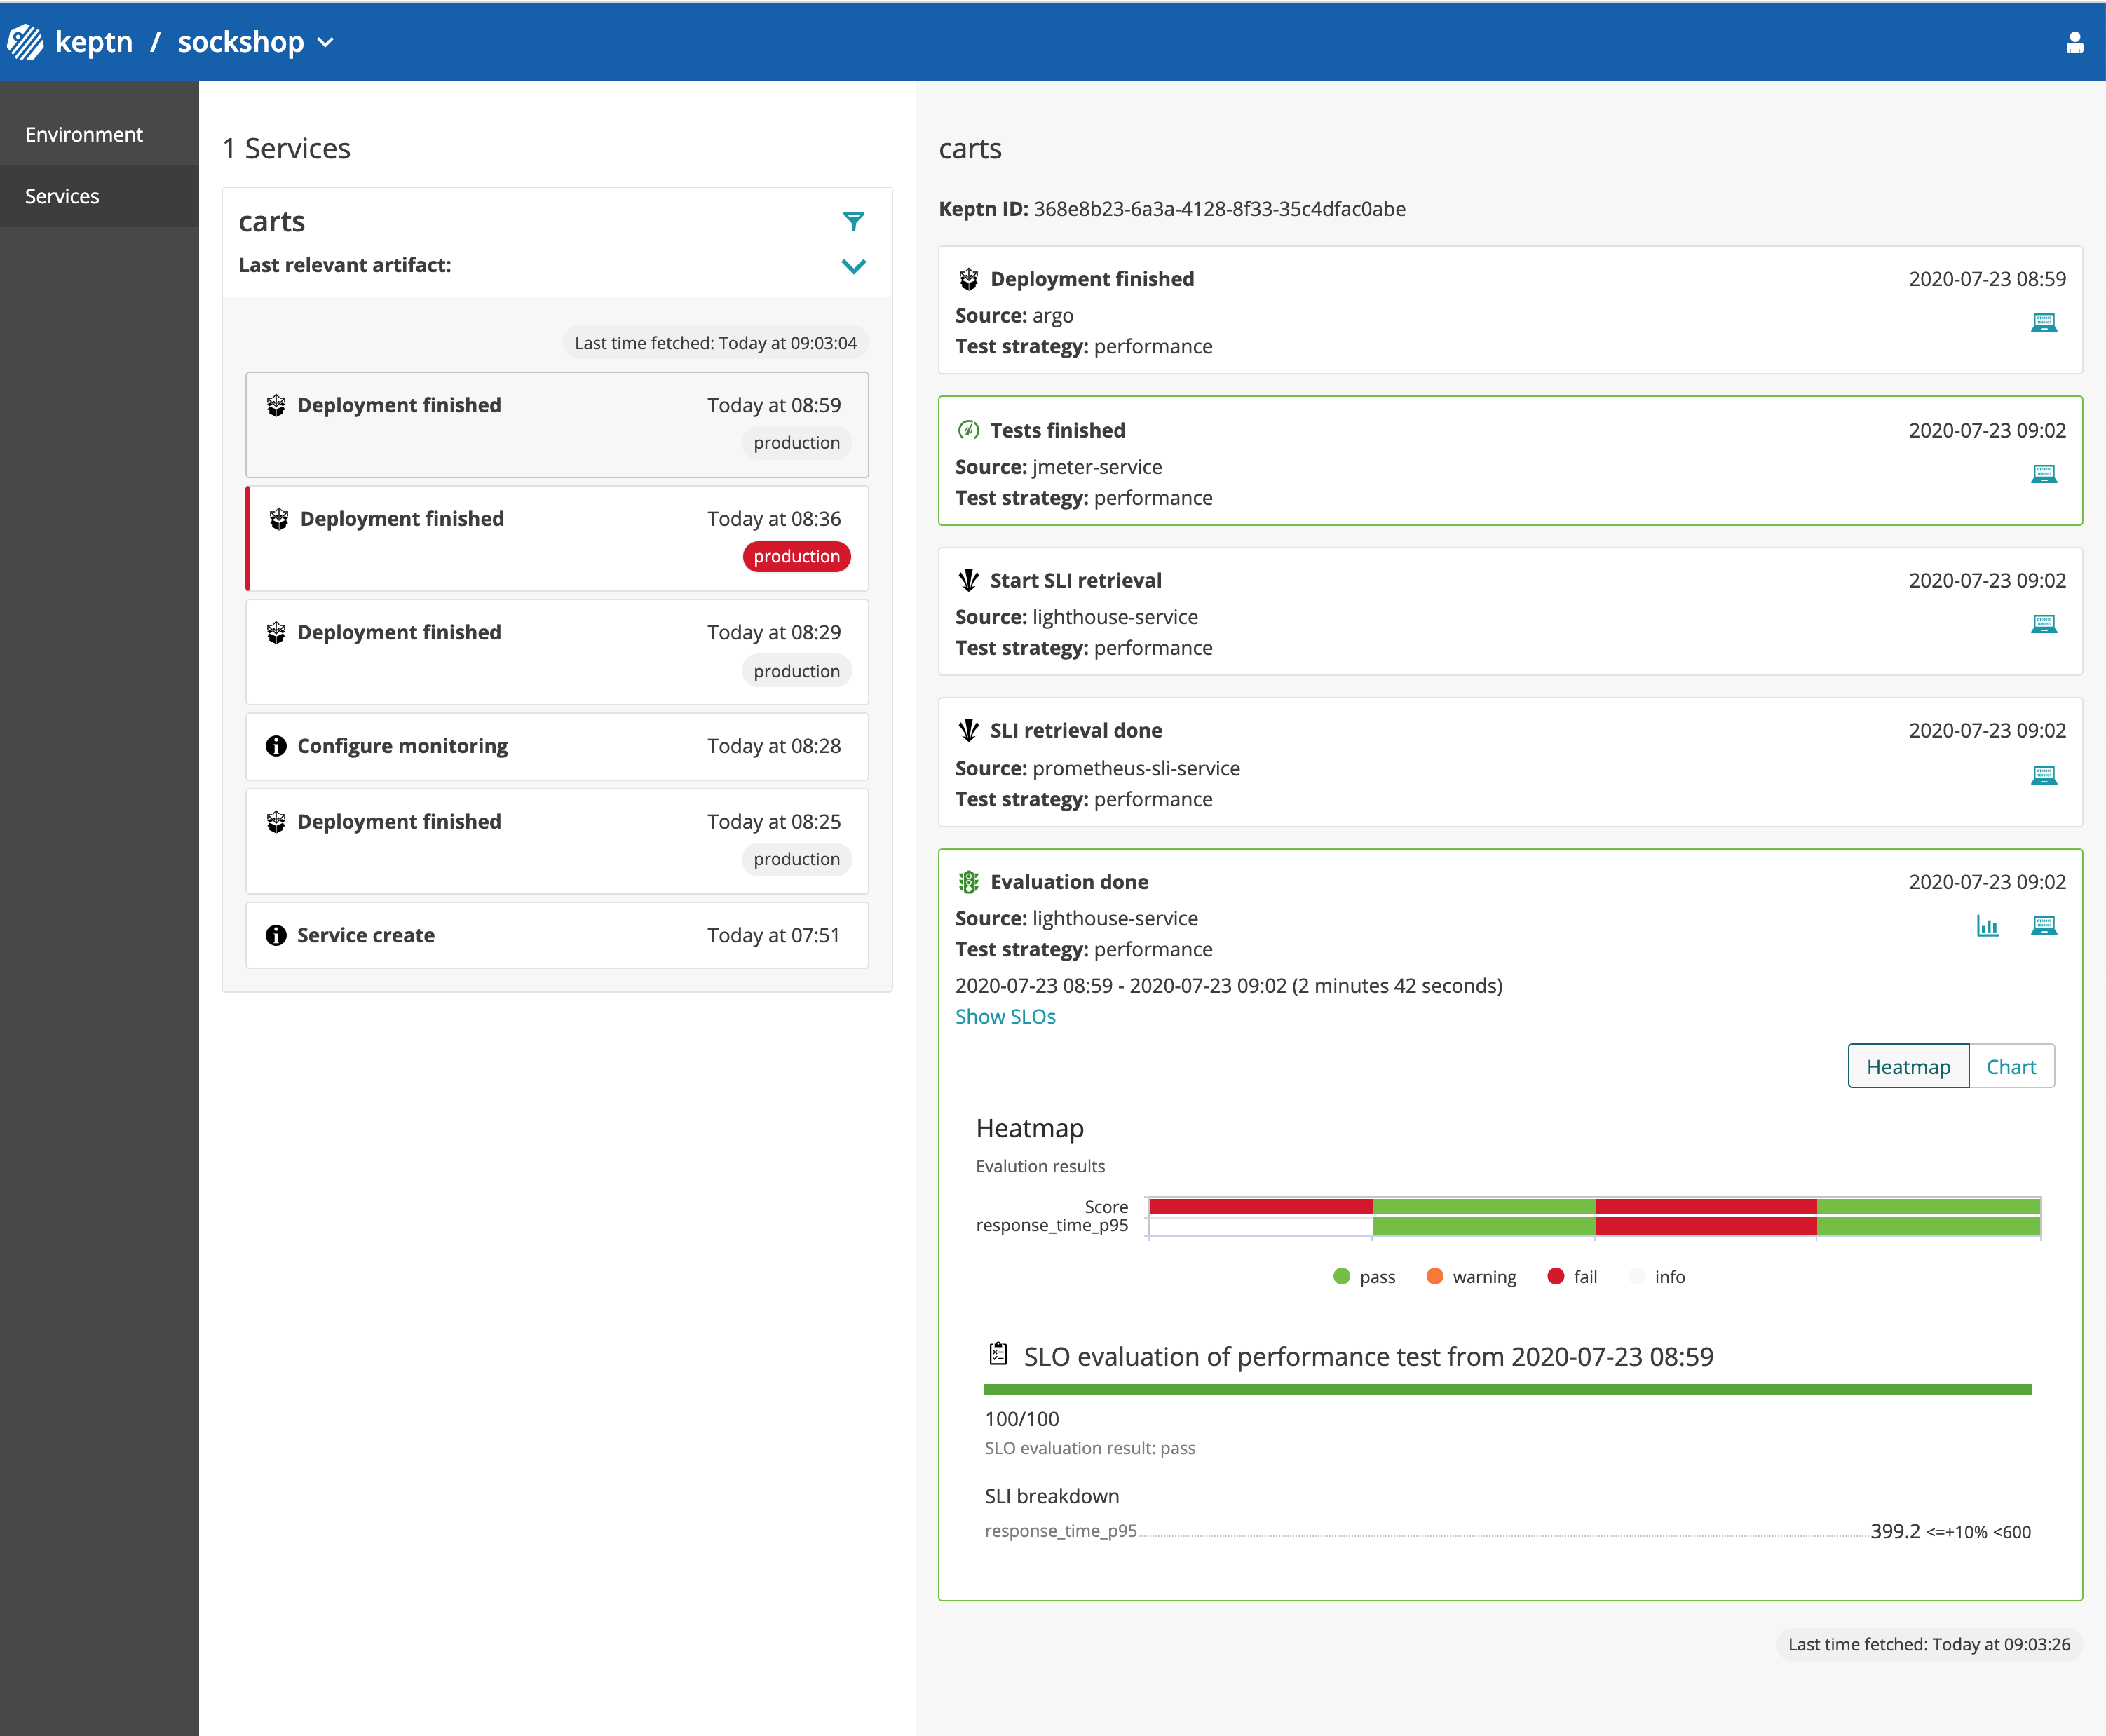 keptn / sockshop
Environment
Services
1 Services
carts
Last relevant artifact:
Last time fetched: Today at 09:03:04
Deployment finished Today at 08:59
production
Deployment finished Today at 08:36
production
Deployment finished Today at 08:29
production
Configure monitoring Today at 08:28
Deployment finished Today at 08:25
production
Service create Today at 07:51
carts
Keptn ID: 368e8b23-6a3a-4128-8f33-35c4dfac0abe
Deployment finished 2020-07-23 08:59
Source: argo
Test strategy: performance
Tests finished 2020-07-23 09:02
Source: jmeter-service
Test strategy: performance
Start SLI retrieval 2020-07-23 09:02
Source: lighthouse-service
Test strategy: performance
SLI retrieval done 2020-07-23 09:02
Source: prometheus-sli-service
Test strategy: performance
Evaluation done 2020-07-23 09:02
Source: lighthouse-service
Test strategy: performance
2020-07-23 08:59 - 2020-07-23 09:02 (2 minutes 42 seconds)
Show SLOs
Heatmap Chart
Heatmap
Evalution results
Score
response_time_p95
pass warning fail info
SLO evaluation of performance test from 2020-07-23 08:59
100/100
SLO evaluation result: pass
SLI breakdown
response_time_p95 399.2 <=+10% <600
Last time fetched: Today at 09:03:26